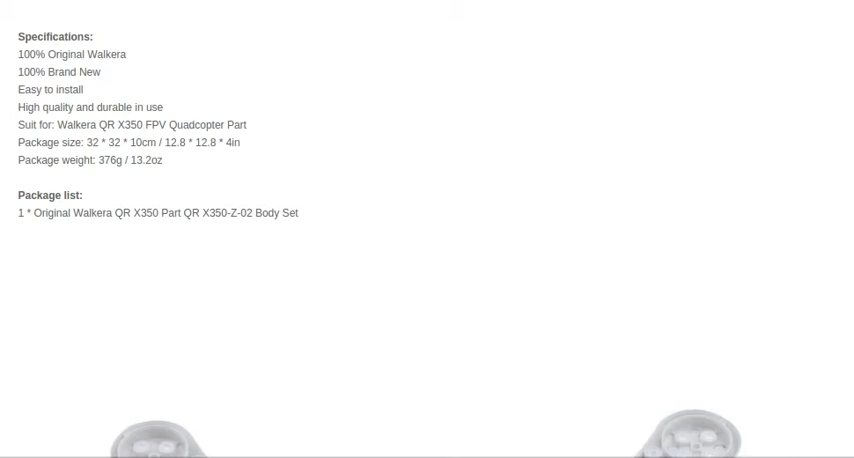 Specifications:
100% Original Walkera
100% Brand New
Easy to install
High quality and durable in use
Suit for: Walkera QR X350 FPV Quadcopter Part
Package size: 32 * 32 * 10cm / 12.8 * 12.8 * 4in
Package weight: 376g / 13.2oz
Package list:
1 * Original Walkera QR X350 Part QR X350-Z-02 Body Set